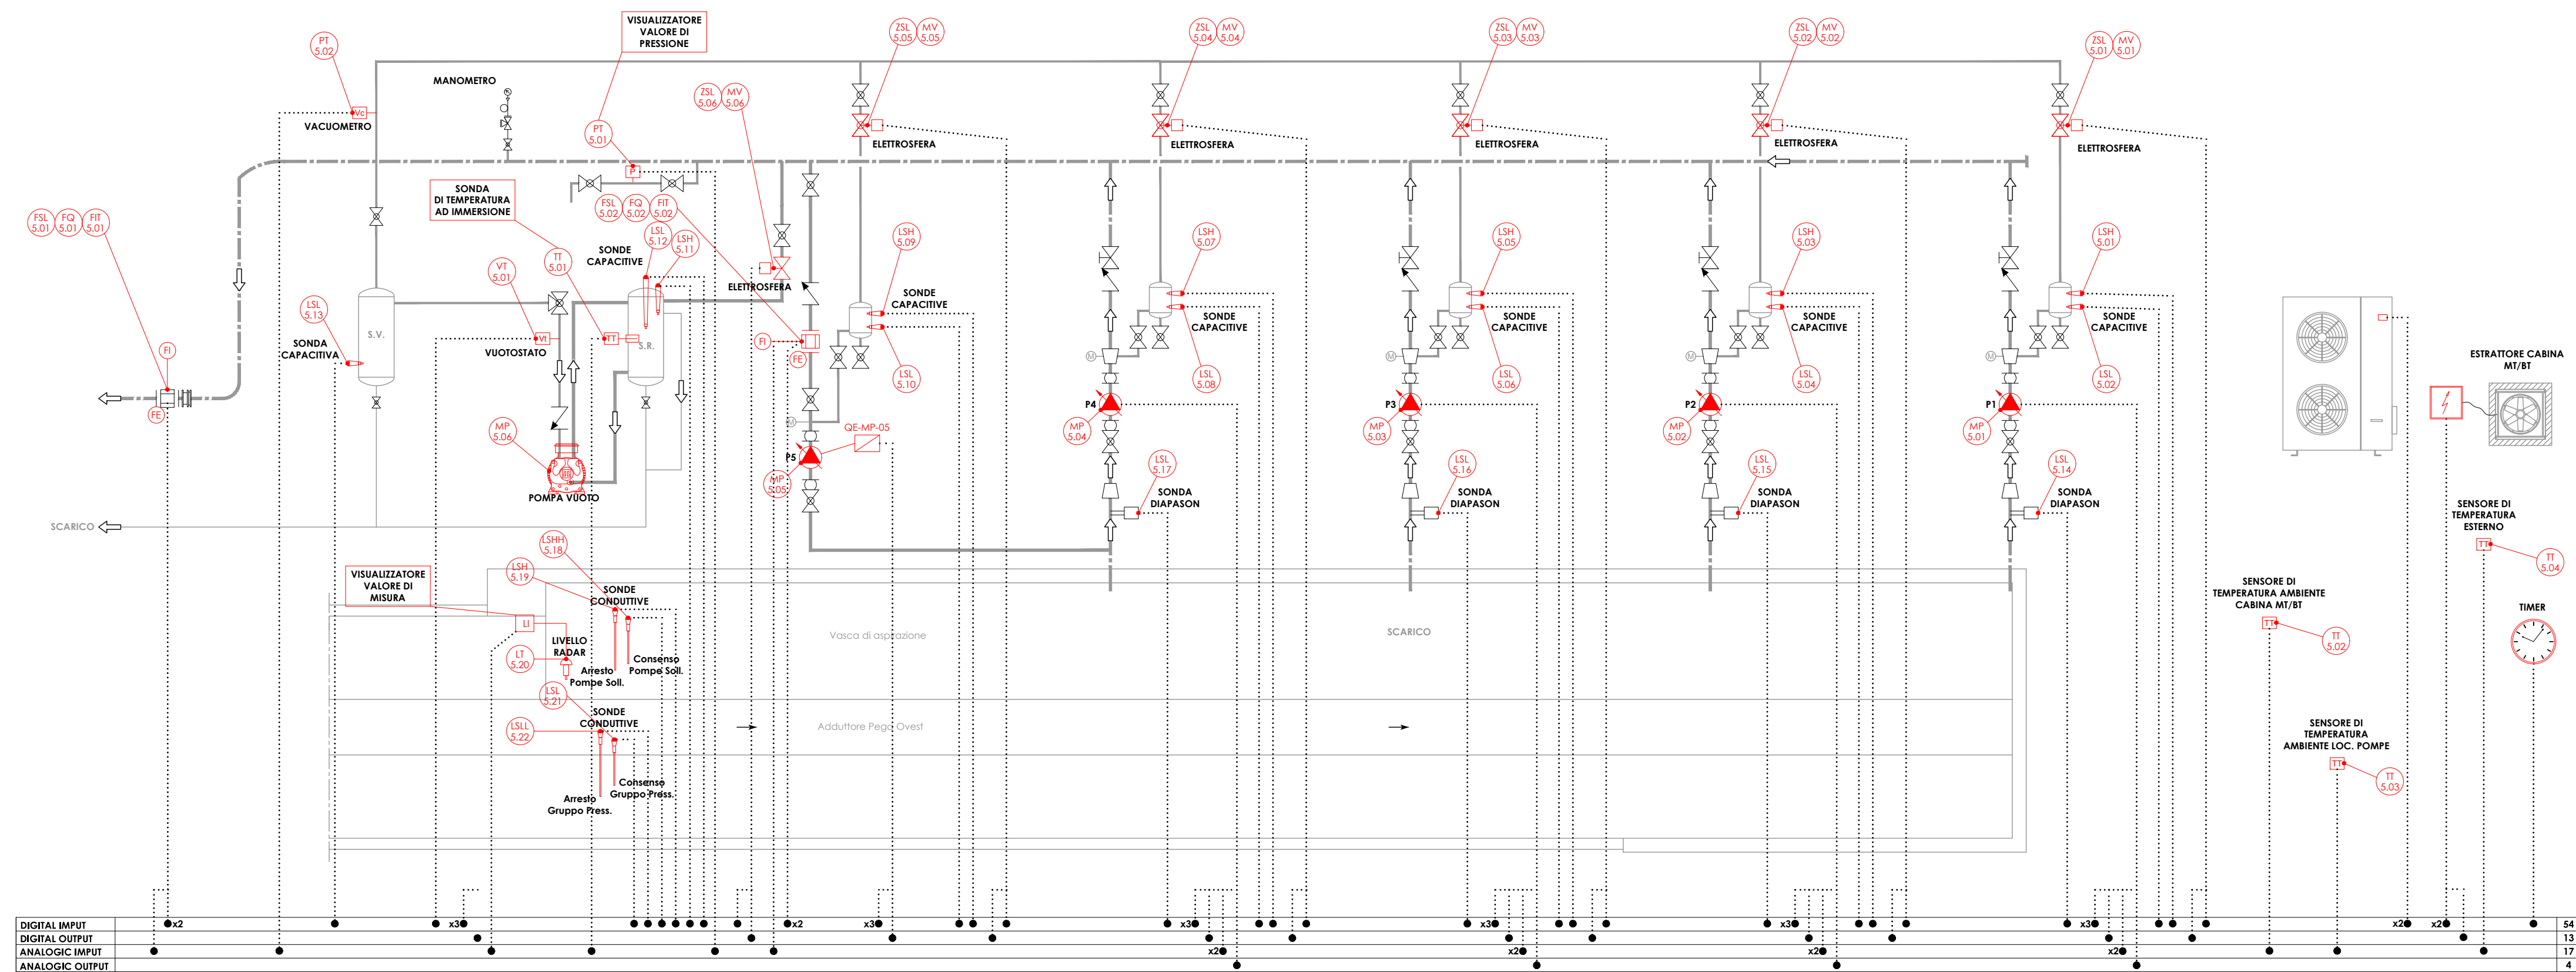 VISUALIZZATORE
VALORE DI
PRESSIONE
PT
5.02
ZSL
5.05
MV
5.05
ZSL
5.04
MV
5.04
ZSL
5.03
MV
5.03
ZSL
5.02
MV
5.02
ZSL
5.01
MV
5.01
MANOMETRO
ZSL
5.06
MV
5.06
Vc
VACUOMETRO
PT
5.01
P
ELETTROSFERA
ELETTROSFERA
ELETTROSFERA
ELETTROSFERA
ELETTROSFERA
SONDA
DI TEMPERATURA
AD IMMERSIONE
FSL
5.01
FQ
5.01
FIT
5.01
FSL
5.02
FQ
5.02
FIT
5.02
LSL
5.12
LSH
5.11
SONDE
CAPACITIVE
VT
5.01
TT
5.01
ELETTROSFERA
LSH
5.09
LSH
5.07
LSH
5.05
LSH
5.03
LSH
5.01
SONDE
CAPACITIVE
SONDE
CAPACITIVE
SONDE
CAPACITIVE
SONDE
CAPACITIVE
SONDE
CAPACITIVE
LSL
5.13
SONDA
CAPACITIVA
S.V.
Vt
VUOTOSTATO
TT
S.R.
FI
FE
FI
FE
M
M
M
M
M
LSL
5.10
LSL
5.08
LSL
5.06
LSL
5.04
LSL
5.02
ESTRATTORE CABINA
MT/BT
P4
P3
P2
P1
MP
5.04
MP
5.03
MP
5.02
MP
5.01
MP
5.06
QE-MP-05
P5
MP
5.05
POMPA VUOTO
LSL
5.17
LSL
5.16
LSL
5.15
LSL
5.14
SONDA
DIAPASON
SONDA
DIAPASON
SONDA
DIAPASON
SONDA
DIAPASON
SCARICO
SENSORE DI
TEMPERATURA
ESTERNO
TT
TT
5.04
LSHH
5.18
LSH
5.19
VISUALIZZATORE
VALORE DI
MISURA
SONDE
CONDUTTIVE
LI
LIVELLO
RADAR
LT
5.20
Arresto
Pompe Soll.
Consenso
Pompe Soll.
Vasca di aspirazione
SCARICO
SENSORE DI
TEMPERATURA AMBIENTE
CABINA MT/BT
TT
TT
5.02
TIMER
LSL
5.21
LSLL
5.22
SONDE
CONDUTTIVE
Adduttore Pega Ovest
Consenso
Gruppo Press.
Arresto
Gruppo Press.
SENSORE DI
TEMPERATURA
AMBIENTE LOC. POMPE
TT
TT
5.03
DIGITAL IMPUT x2 x3 x2 x3 x3 x3 x3 x3 x2 x2 54
DIGITAL OUTPUT 13
ANALOGIC IMPUT x2 x2 x2 x2 17
ANALOGIC OUTPUT 4